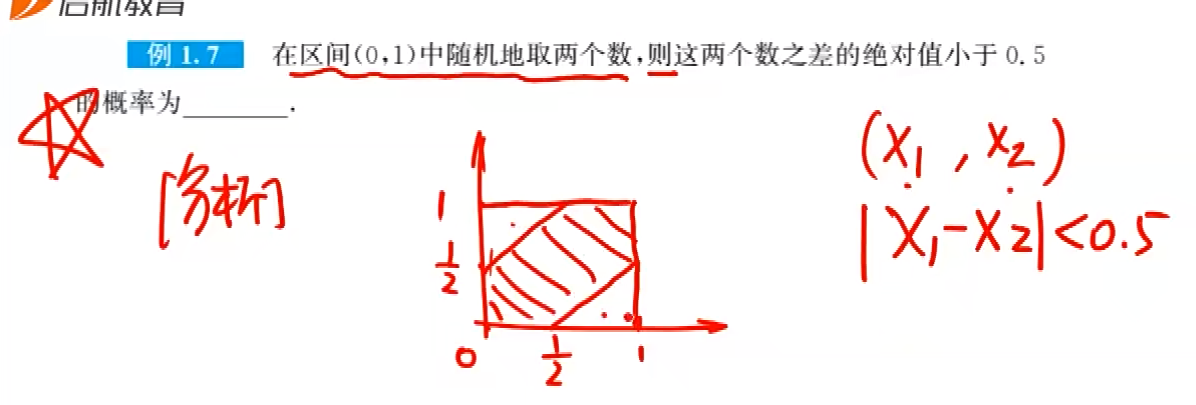 启航教育
例 1.7 在区间(0,1)中随机地取两个数,则这两个数之差的绝对值小于 0.5
的概率为________.
[分析]
(X₁, X₂)
|X₁-X₂|<0.5
1
1/2
0 1/2 1